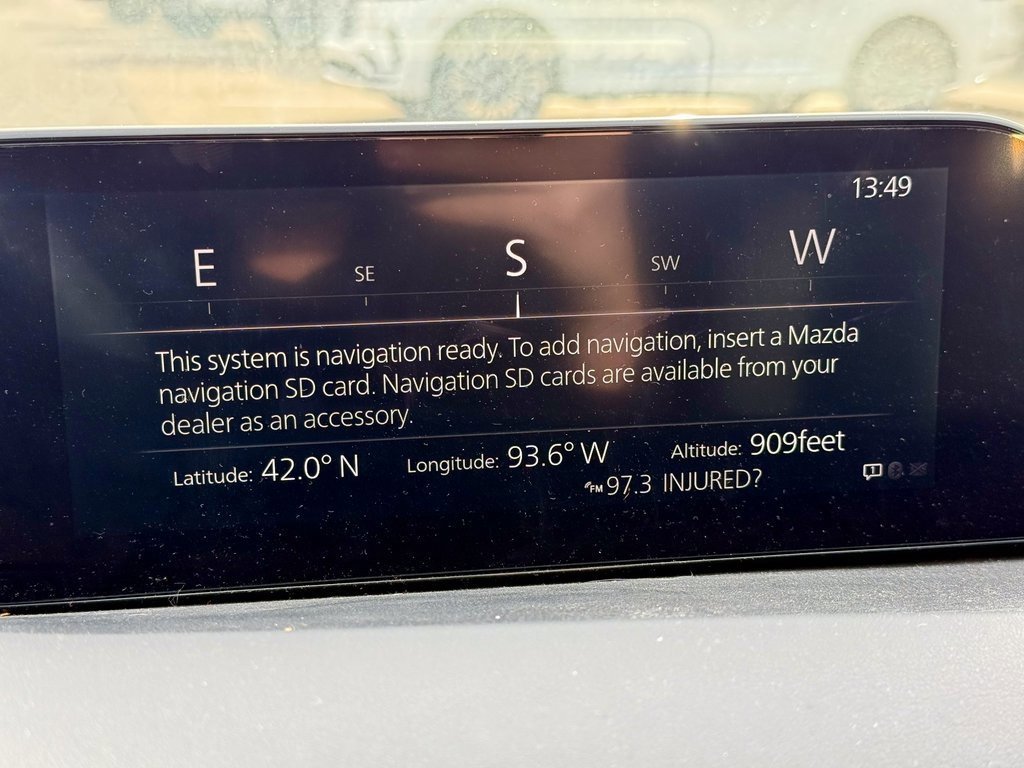 13:49
E SE S SW W
This system is navigation ready. To add navigation, insert a Mazda
navigation SD card. Navigation SD cards are available from your
dealer as an accessory.
Latitude: 42.0° N Longitude: 93.6° W Altitude: 909feet
FM 97.3 INJURED?